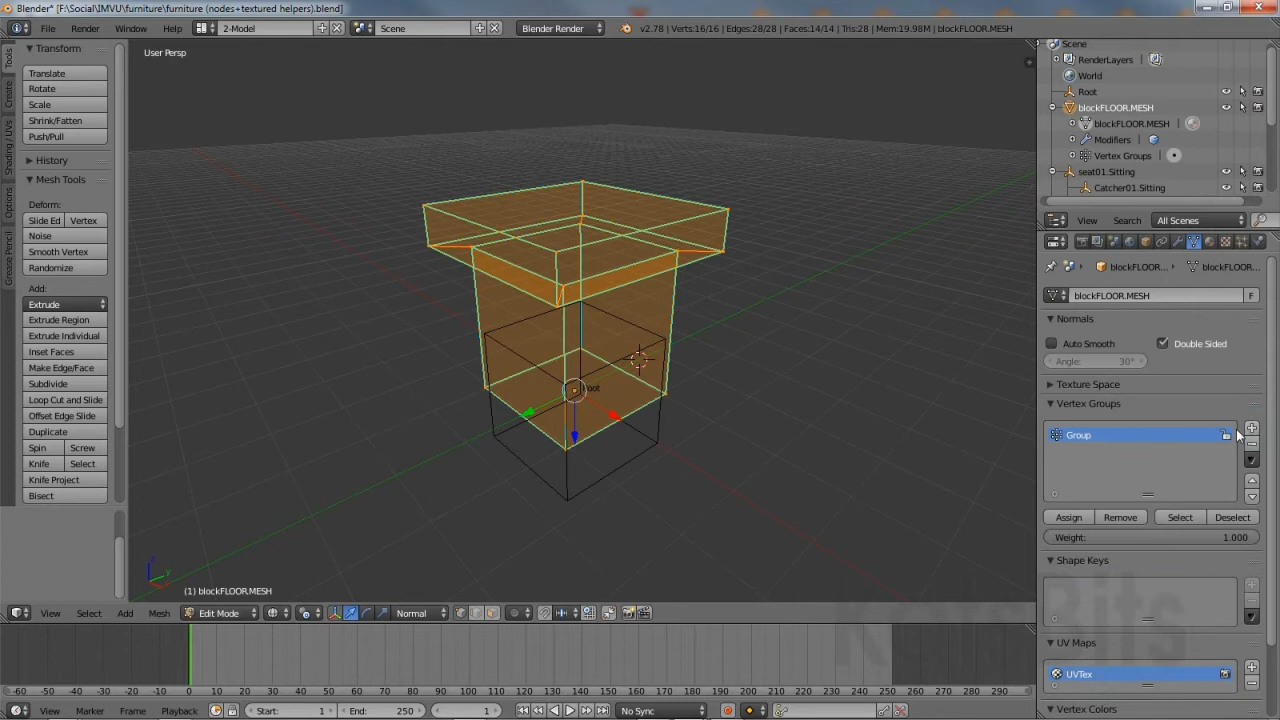 Blender* [F:\Social\IMVU\furniture\furniture (nodes+textured helpers).blend]
File Render Window Help 2-Model Scene Blender Render v2.78 | Verts:16/16 | Edges:28/28 | Faces:14/14 | Tris:28 | Mem:19.98M | blockFLOOR.MESH
Tools
Create
Shading / UVs
Options
Grease Pencil
Transform
Translate
Rotate
Scale
Shrink/Fatten
Push/Pull
History
Mesh Tools
Deform:
Slide Ed Vertex
Noise
Smooth Vertex
Randomize
Add:
Extrude
Extrude Region
Extrude Individual
Inset Faces
Make Edge/Face
Subdivide
Loop Cut and Slide
Offset Edge Slide
Duplicate
Spin Screw
Knife Select
Knife Project
Bisect
User Persp
Root
z
y
(1) blockFLOOR.MESH
View Select Add Mesh Edit Mode Normal
-60 -50 -40 -30 -20 -10 0 10 20 30 40 50 60 70 80 90 100 110 120 130 140 150 160 170 180 190 200 210 220 230 240 250 260 270 280 290
View Marker Frame Playback Start: 1 End: 250 1 No Sync
Scene
RenderLayers
World
Root
blockFLOOR.MESH
blockFLOOR.MESH
Modifiers
Vertex Groups
seat01.Sitting
Catcher01.Sitting
View Search All Scenes
blockFLOOR... blockFLOOR...
blockFLOOR.MESH F
Normals
Auto Smooth Double Sided
Angle: 30°
Texture Space
Vertex Groups
Group
Assign Remove Select Deselect
Weight: 1.000
Shape Keys
UV Maps
UVTex
Vertex Colors